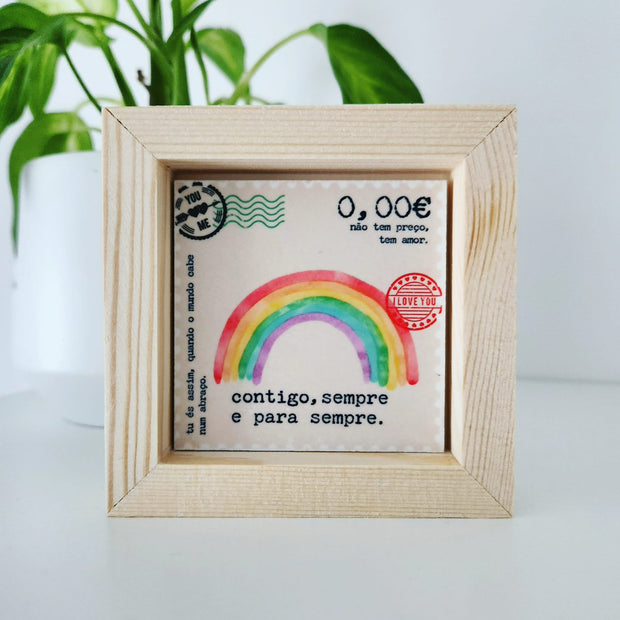 YOU
ME
0,00€
não tem preço,
tem amor.
tu és assim, quando o mundo cabe
num abraço.
I LOVE YOU
contigo, sempre
e para sempre.